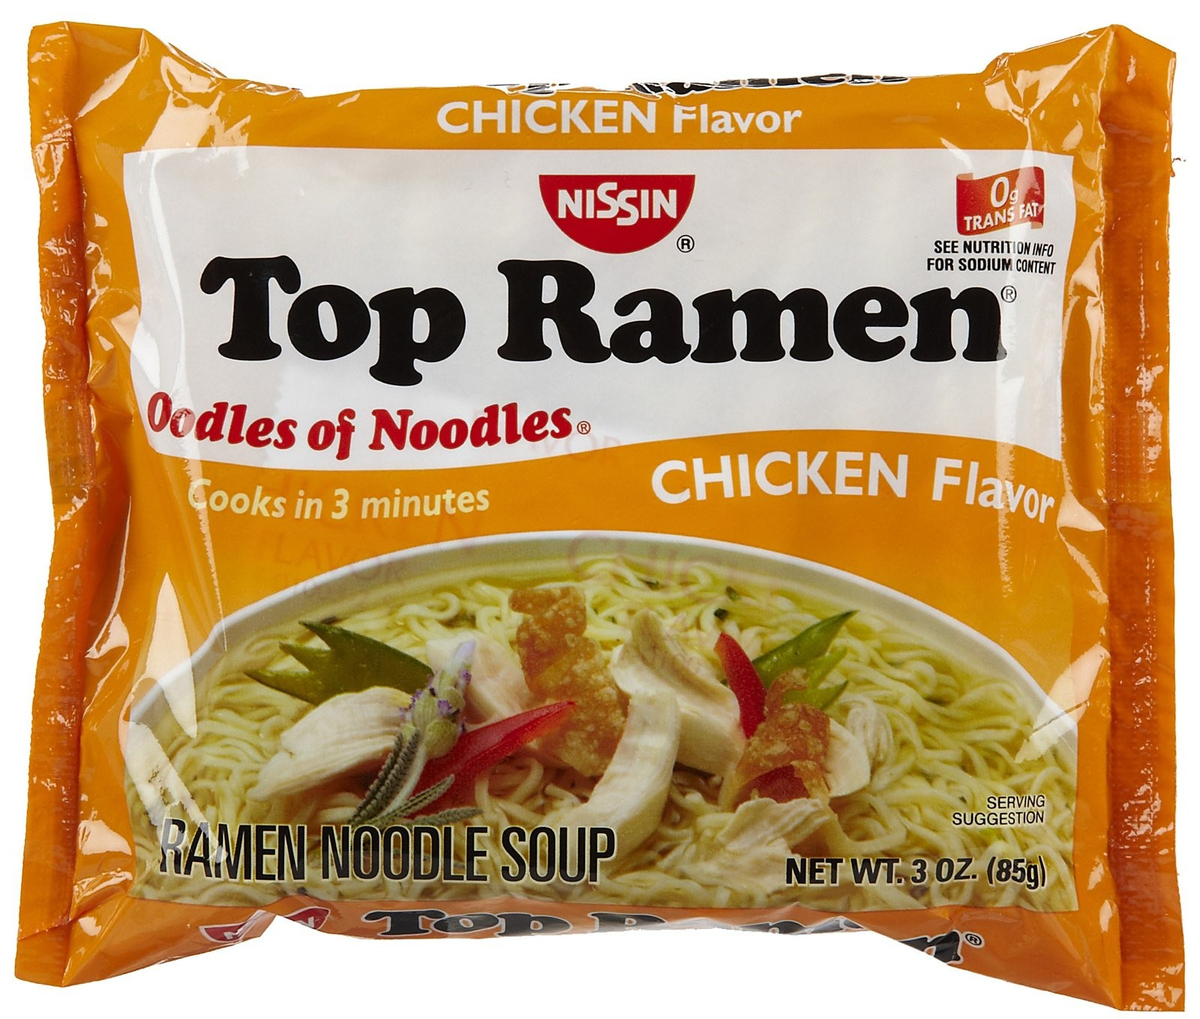 CHICKEN Flavor
NISSIN
®
0g
TRANS FAT
SEE NUTRITION INFO
FOR SODIUM CONTENT
Top Ramen®
Oodles of Noodles®
CHICKEN Flavor
Cooks in 3 minutes
SERVING
SUGGESTION
RAMEN NOODLE SOUP
NET WT. 3 OZ. (85g)
Top Ramen®